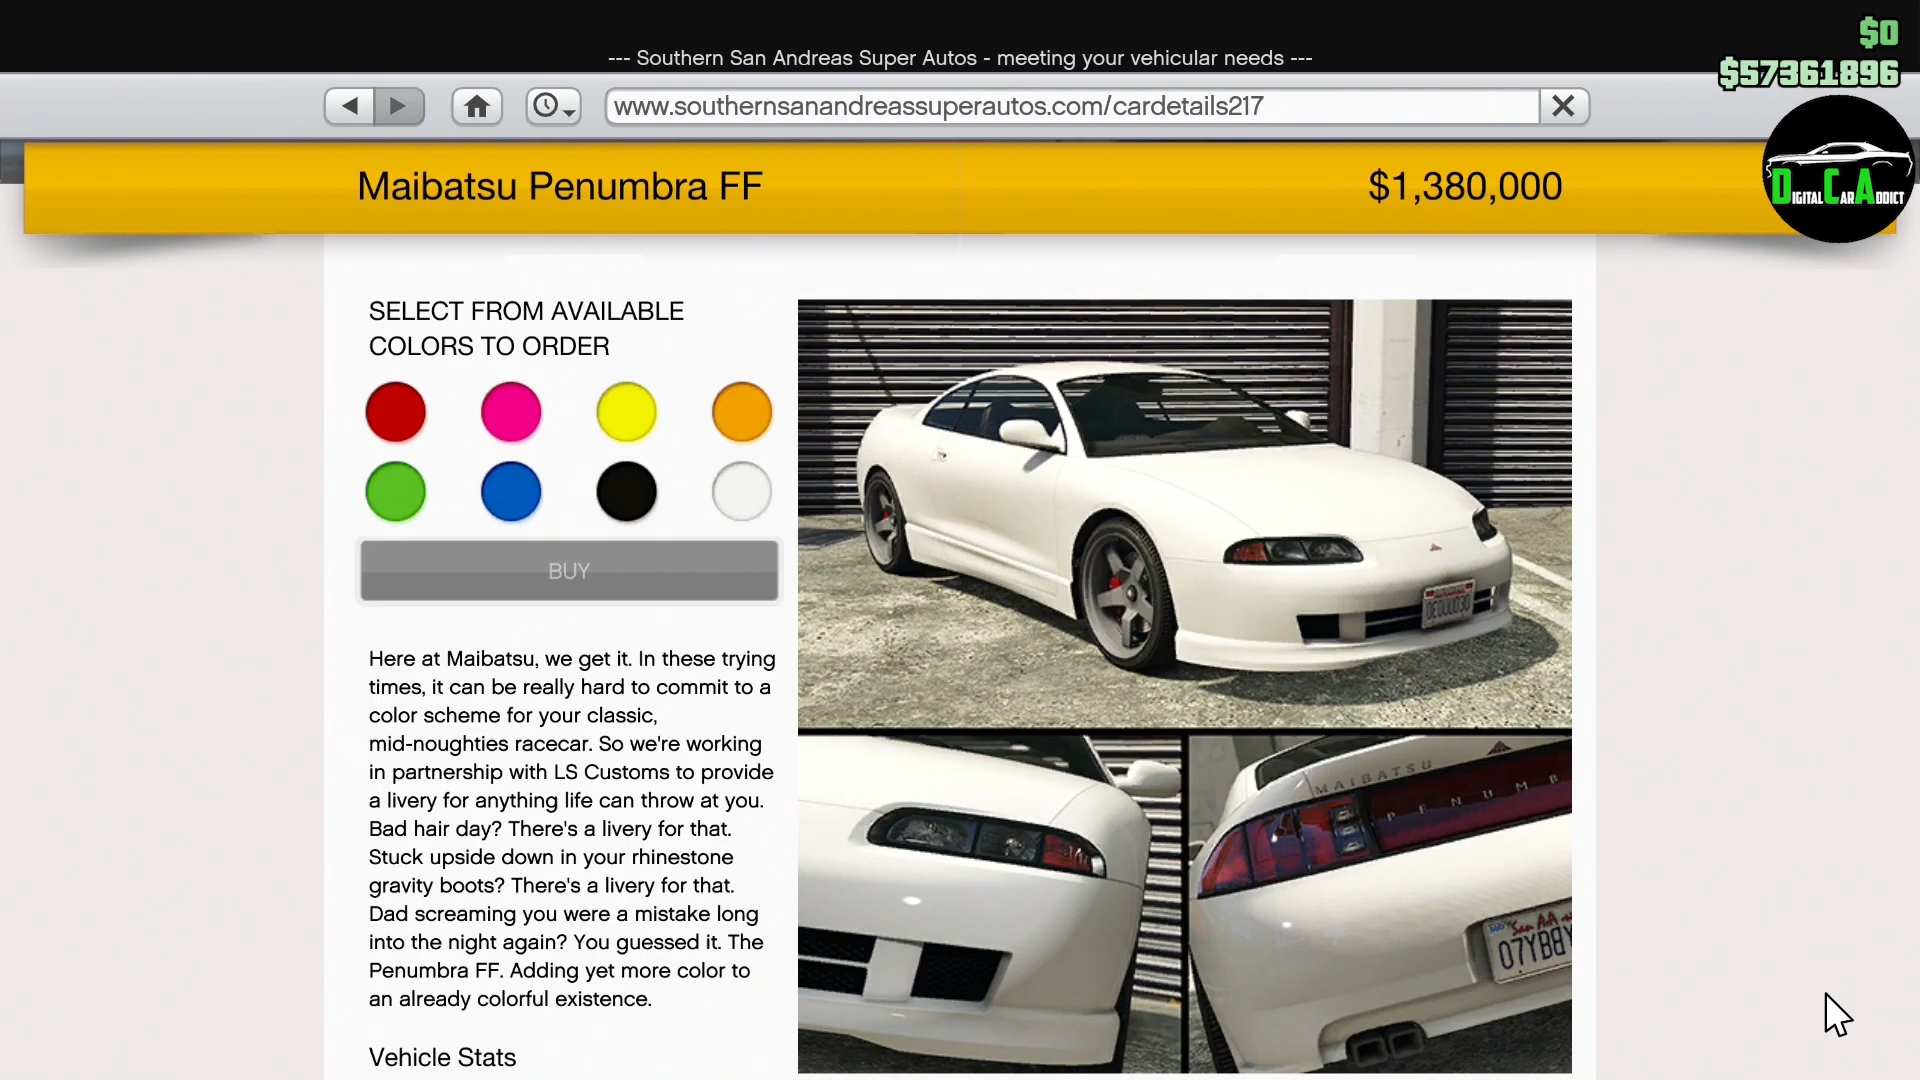 $0
--- Southern San Andreas Super Autos - meeting your vehicular needs ---
$57361896
www.southernsanandreassuperautos.com/cardetails217
Maibatsu Penumbra FF
$1,380,000
DIGITALCARADDICT
SELECT FROM AVAILABLE
COLORS TO ORDER
BUY
Here at Maibatsu, we get it. In these trying
times, it can be really hard to commit to a
color scheme for your classic,
mid-noughties racecar. So we're working
in partnership with LS Customs to provide
a livery for anything life can throw at you.
Bad hair day? There's a livery for that.
Stuck upside down in your rhinestone
gravity boots? There's a livery for that.
Dad screaming you were a mistake long
into the night again? You guessed it. The
Penumbra FF. Adding yet more color to
an already colorful existence.
Vehicle Stats
MAIBATSU
PENUMB
San A
07YBBY